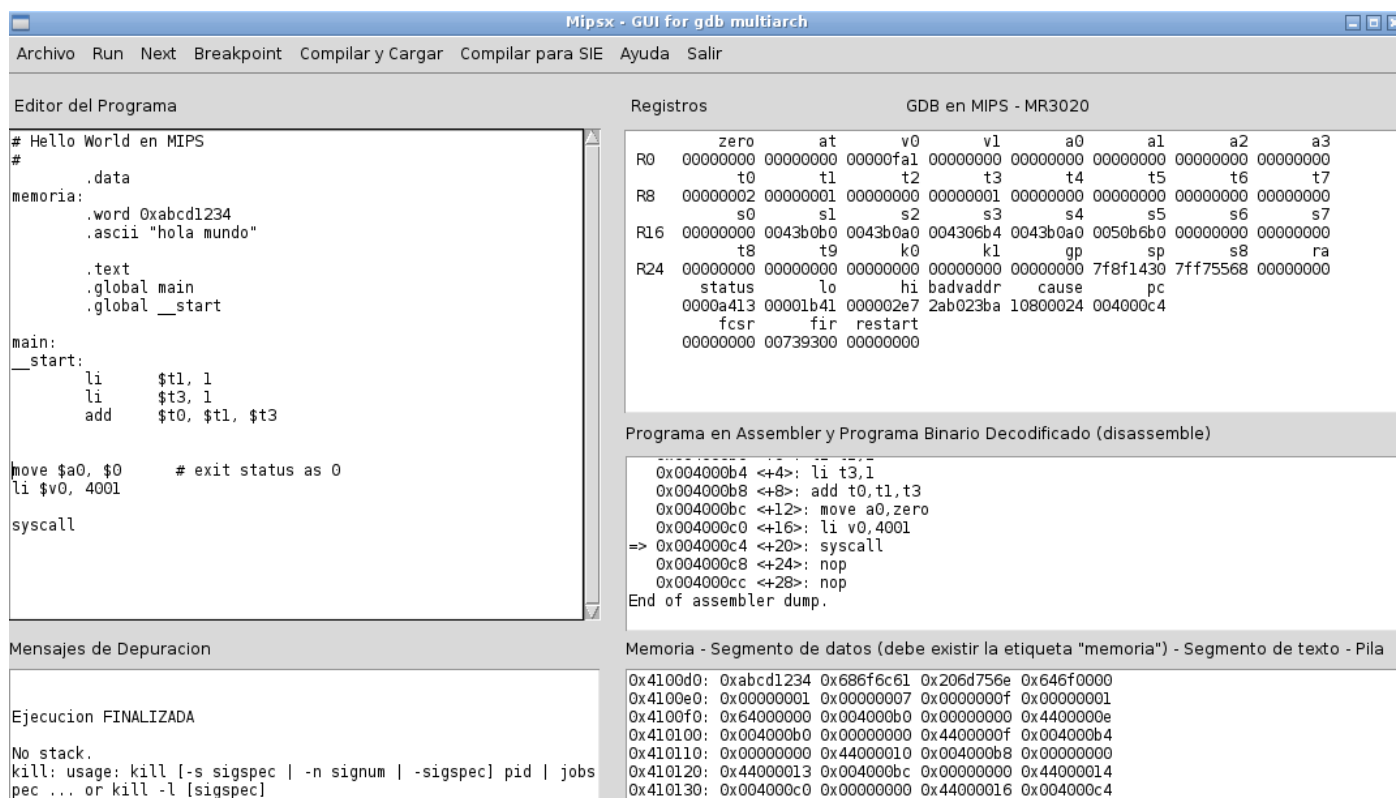 Mipsx - GUI for gdb multiarch
Archivo Run Next Breakpoint Compilar y Cargar Compilar para SIE Ayuda Salir
Editor del Programa
# Hello World en MIPS
#
.data
memoria:
.word 0xabcd1234
.ascii "hola mundo"
.text
.global main
.global __start
main:
__start:
li $t1, 1
li $t3, 1
add $t0, $t1, $t3
move $a0, $0 # exit status as 0
li $v0, 4001
syscall
Mensajes de Depuracion
Ejecucion FINALIZADA
No stack.
kill: usage: kill [-s sigspec | -n signum | -sigspec] pid | jobs
pec ... or kill -l [sigspec]
Registros GDB en MIPS - MR3020
zero at v0 v1 a0 a1 a2 a3
R0 00000000 00000000 00000fa1 00000000 00000000 00000000 00000000 00000000
t0 t1 t2 t3 t4 t5 t6 t7
R8 00000002 00000001 00000000 00000001 00000000 00000000 00000000 00000000
s0 s1 s2 s3 s4 s5 s6 s7
R16 00000000 0043b0b0 0043b0a0 004306b4 0043b0a0 0050b6b0 00000000 00000000
t8 t9 k0 k1 gp sp s8 ra
R24 00000000 00000000 00000000 00000000 00000000 7f8f1430 7ff75568 00000000
status lo hi badvaddr cause pc
0000a413 00001b41 000002e7 2ab023ba 10800024 004000c4
fcsr fir restart
00000000 00739300 00000000
Programa en Assembler y Programa Binario Decodificado (disassemble)
0x004000b4 <+4>: li t3,1
0x004000b8 <+8>: add t0,t1,t3
0x004000bc <+12>: move a0,zero
0x004000c0 <+16>: li v0,4001
=> 0x004000c4 <+20>: syscall
0x004000c8 <+24>: nop
0x004000cc <+28>: nop
End of assembler dump.
Memoria - Segmento de datos (debe existir la etiqueta "memoria") - Segmento de texto - Pila
0x4100d0: 0xabcd1234 0x686f6c61 0x206d756e 0x646f0000
0x4100e0: 0x00000001 0x00000007 0x0000000f 0x00000001
0x4100f0: 0x64000000 0x004000b0 0x00000000 0x4400000e
0x410100: 0x004000b0 0x00000000 0x4400000f 0x004000b4
0x410110: 0x00000000 0x44000010 0x004000b8 0x00000000
0x410120: 0x44000013 0x004000bc 0x00000000 0x44000014
0x410130: 0x004000c0 0x00000000 0x44000016 0x004000c4